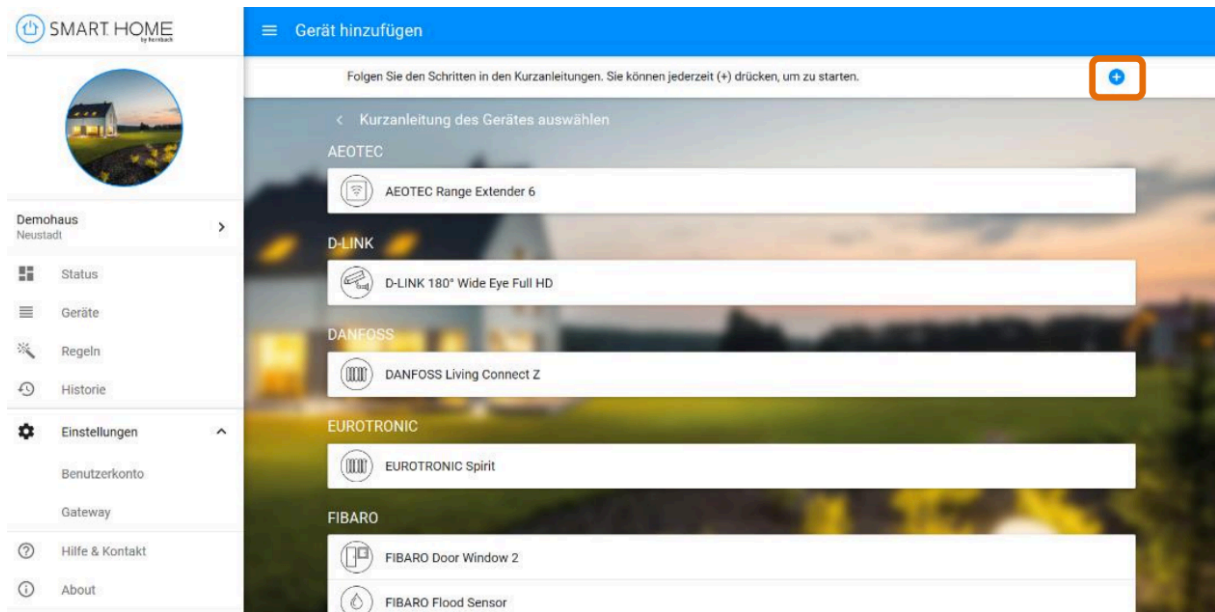 SMART HOME
by Hornbach
Gerät hinzufügen
Folgen Sie den Schritten in den Kurzanleitungen. Sie können jederzeit (+) drücken, um zu starten.
Kurzanleitung des Gerätes auswählen
AEOTEC
AEOTEC Range Extender 6
D-LINK
D-LINK 180° Wide Eye Full HD
DANFOSS
DANFOSS Living Connect Z
EUROTRONIC
EUROTRONIC Spirit
FIBARO
FIBARO Door Window 2
FIBARO Flood Sensor
Demohaus
Neustadt
Status
Geräte
Regeln
Historie
Einstellungen
Benutzerkonto
Gateway
Hilfe & Kontakt
About